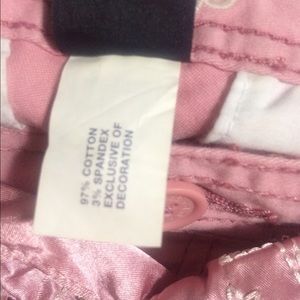 97% COTTON
3% SPANDEX
EXCLUSIVE OF
DECORATION